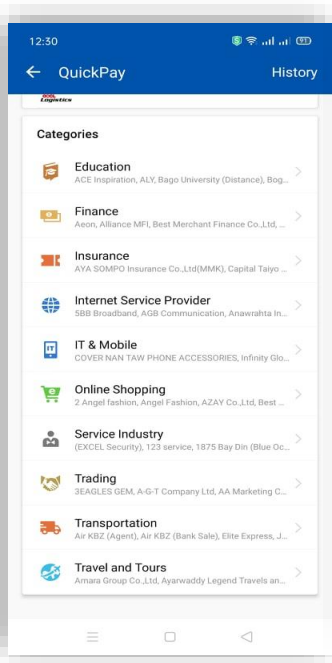 12:30
91
QuickPay
History
Logistics
Categories
Education
ACE Inspiration, ALY, Bago University (Distance), Bog...
Finance
Aeon, Alliance MFI, Best Merchant Finance Co.,Ltd, ...
Insurance
AYA SOMPO Insurance Co.,Ltd(MMK), Capital Taiyo ...
Internet Service Provider
5BB Broadband, AGB Communication, Anawrahta In...
IT
IT & Mobile
COVER NAN TAW PHONE ACCESSORIES, Infinity Glo...
Online Shopping
2 Angel fashion, Angel Fashion, AZAY Co.,Ltd, Best ...
Service Industry
(EXCEL Security), 123 service, 1875 Bay Din (Blue Oc...
Trading
3EAGLES GEM, A-G-T Company Ltd, AA Marketing C...
Transportation
Air KBZ (Agent), Air KBZ (Bank Sale), Elite Express, J...
Travel and Tours
Amara Group Co.,Ltd, Ayarwaddy Legend Travels an...